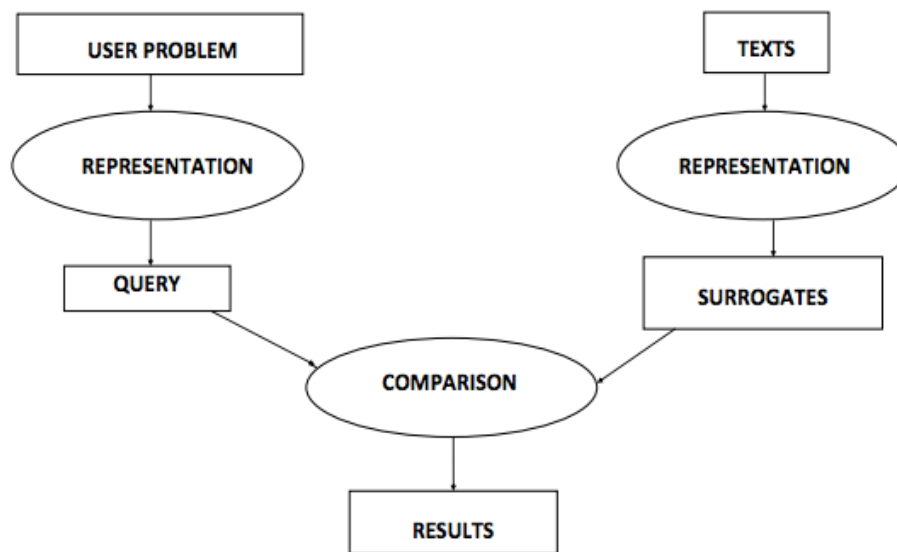 USER PROBLEM
TEXTS
REPRESENTATION
REPRESENTATION
QUERY
SURROGATES
COMPARISON
RESULTS